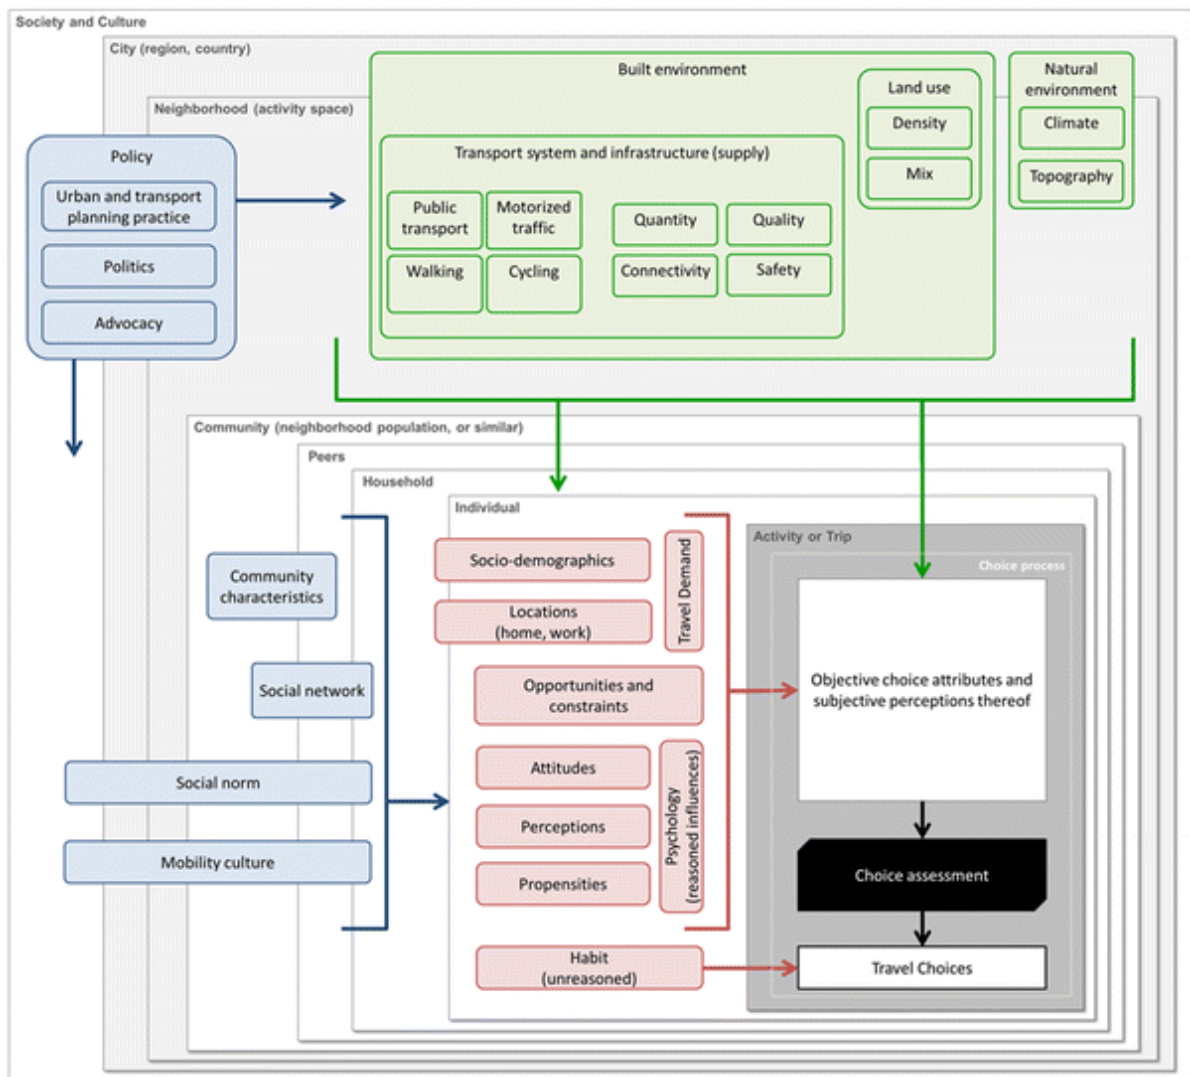 Society and Culture
City (region, country)
Neighborhood (activity space)
Policy
Urban and transport
planning practice
Politics
Advocacy
Built environment
Transport system and infrastructure (supply)
Public
transport
Motorized
traffic
Walking
Cycling
Quantity
Quality
Connectivity
Safety
Land use
Density
Mix
Natural
environment
Climate
Topography
Community (neighborhood population, or similar)
Peers
Household
Individual
Community
characteristics
Social network
Social norm
Mobility culture
Socio-demographics
Locations
(home, work)
Travel Demand
Opportunities and
constraints
Attitudes
Perceptions
Propensities
Psychology
(reasoned influences)
Habit
(unreasoned)
Activity or Trip
Choice process
Objective choice attributes and
subjective perceptions thereof
Choice assessment
Travel Choices